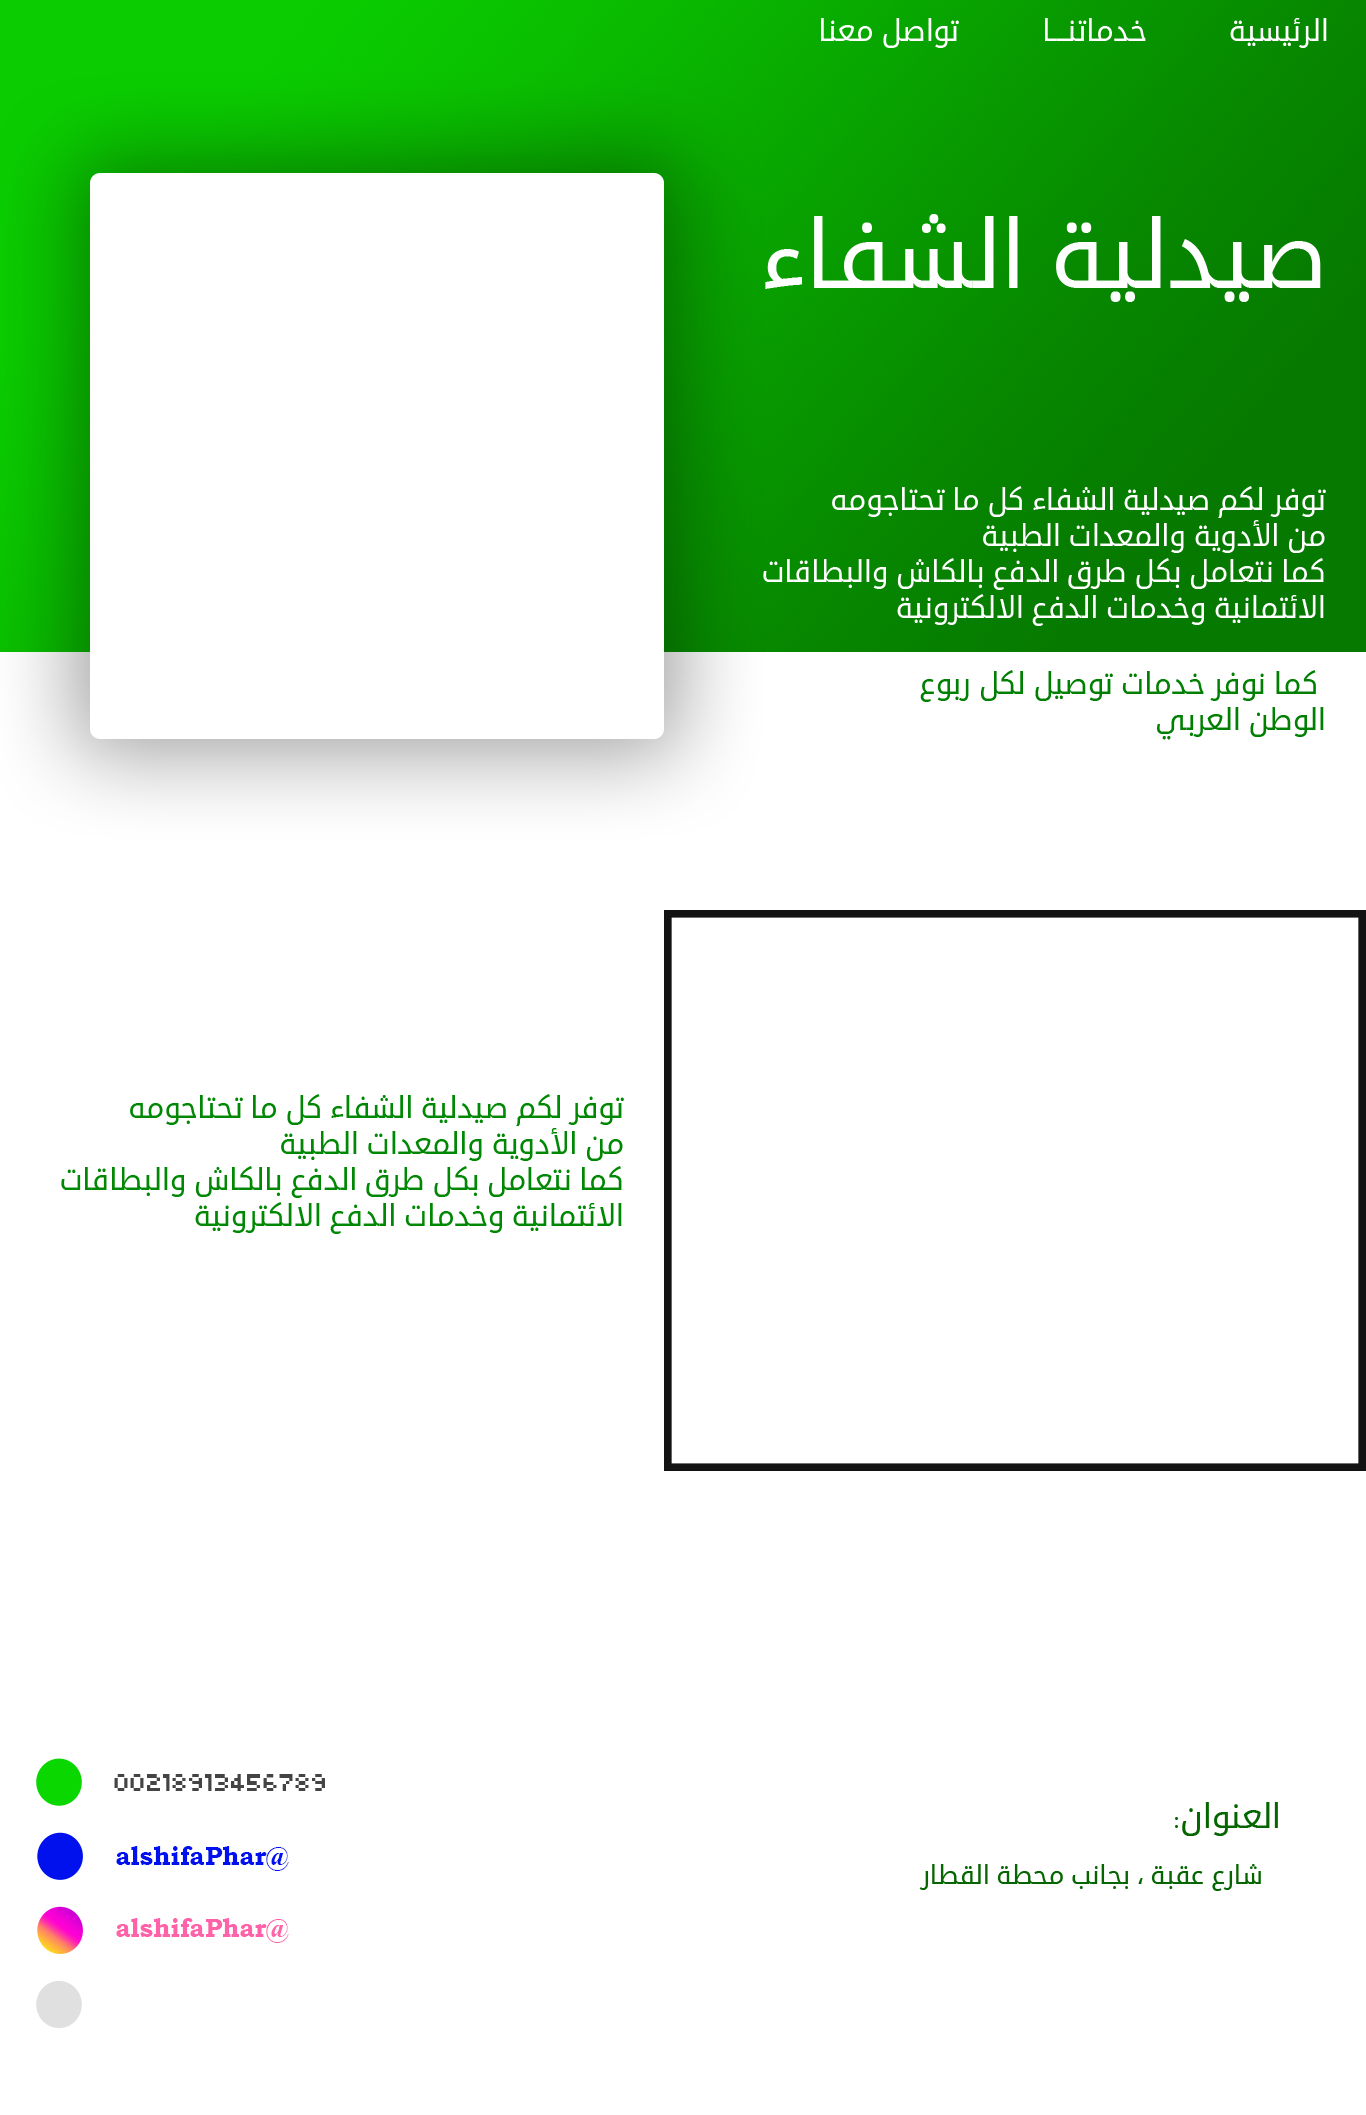 الرئيسية
خدماتنـــا
تواصل معنا
صيدلية الشفاء
توفر لكم صيدلية الشفاء كل ما تحتاجومه
من الأدوية والمعدات الطبية
كما نتعامل بكل طرق الدفع بالكاش والبطاقات
الائتمانية وخدمات الدفع الالكترونية
كما نوفر خدمات توصيل لكل ربوع
الوطن العربي
توفر لكم صيدلية الشفاء كل ما تحتاجومه
من الأدوية والمعدات الطبية
كما نتعامل بكل طرق الدفع بالكاش والبطاقات
الائتمانية وخدمات الدفع الالكترونية
العنوان:
شارع عقبة ، بجانب محطة القطار
00218913456789
alshifaPhar@
alshifaPhar@